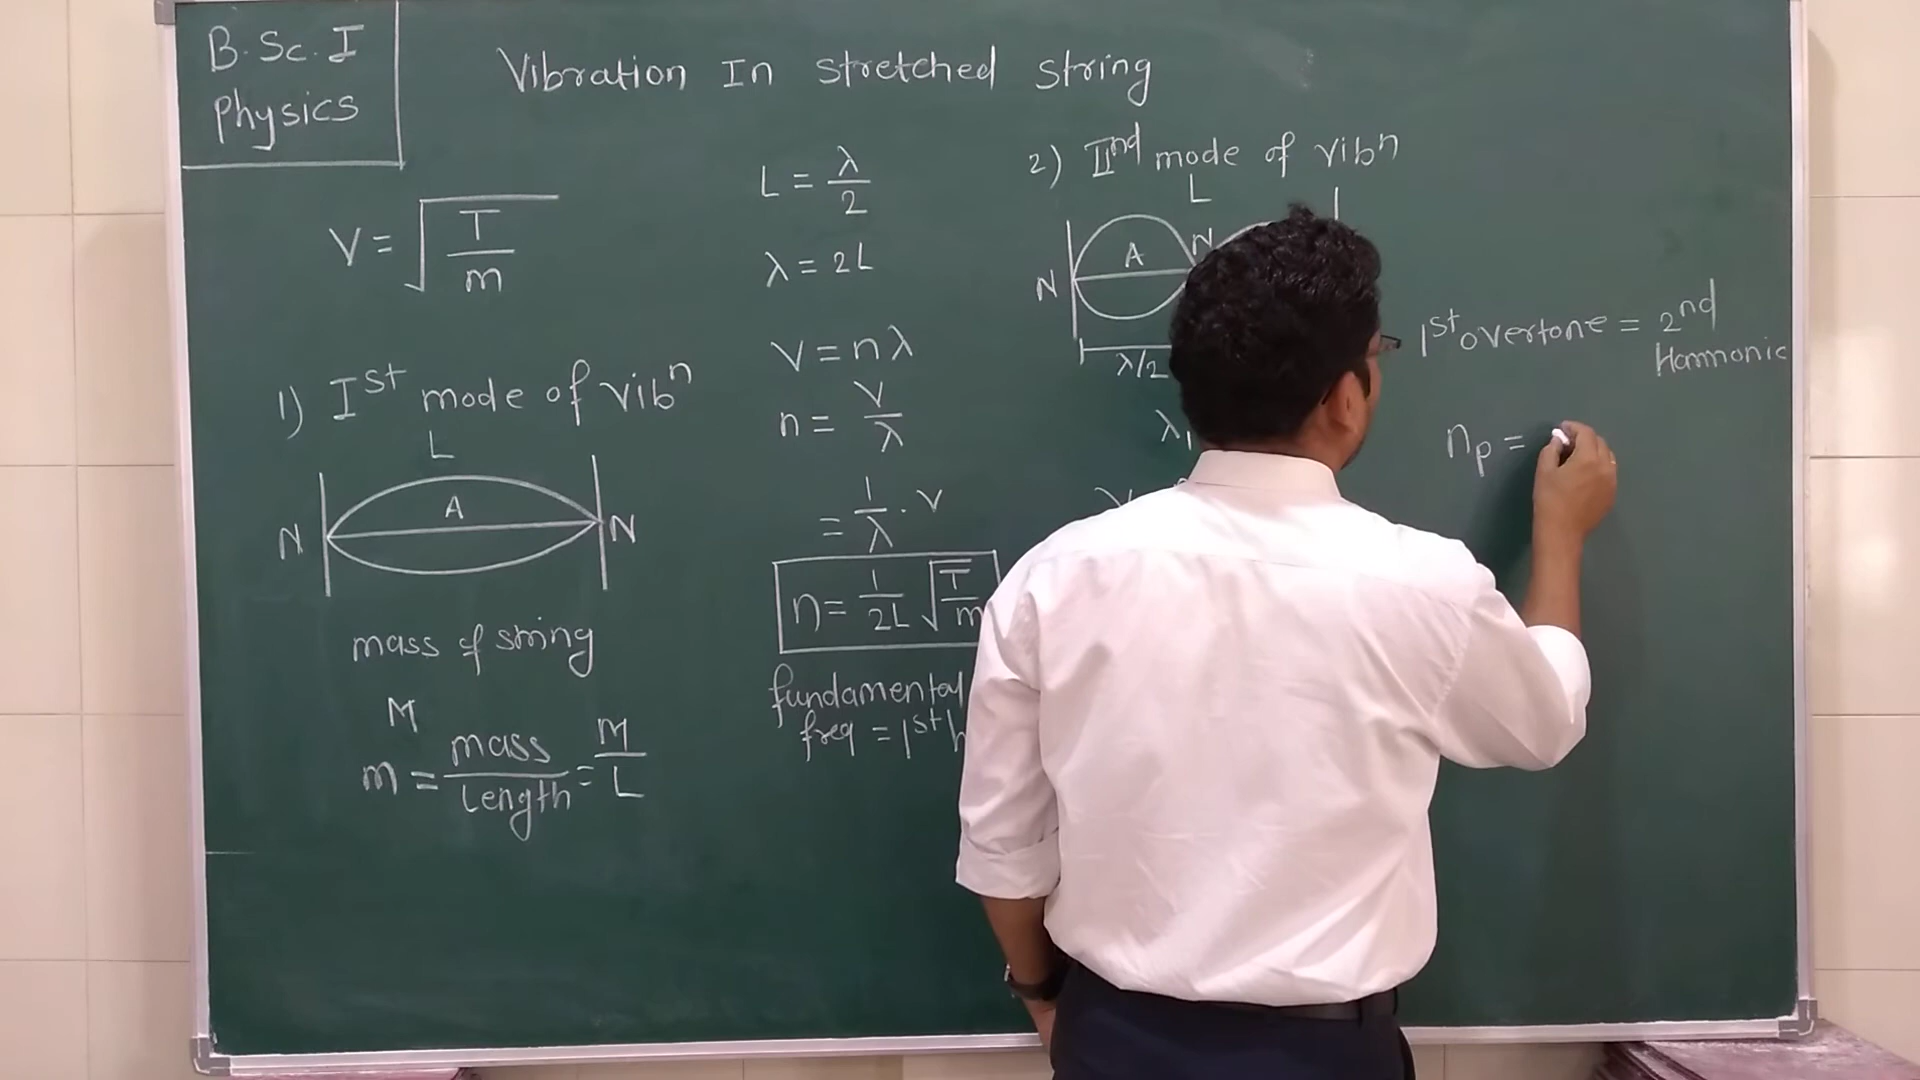 B.Sc. I
Physics
Vibration In stretched string
V = √(T/m)
1) Ist mode of vibn
L
A
N N
mass of string
M
m = mass/Length = M/L
L = λ/2
λ = 2L
V = nλ
n = V/λ
= 1/λ . V
n = 1/2L √(T/m)
fundamental
freq = 1st h
2) IInd mode of vibn
L
A N
N
λ/2
λ1
1st overtone = 2nd
Harmonic
np =